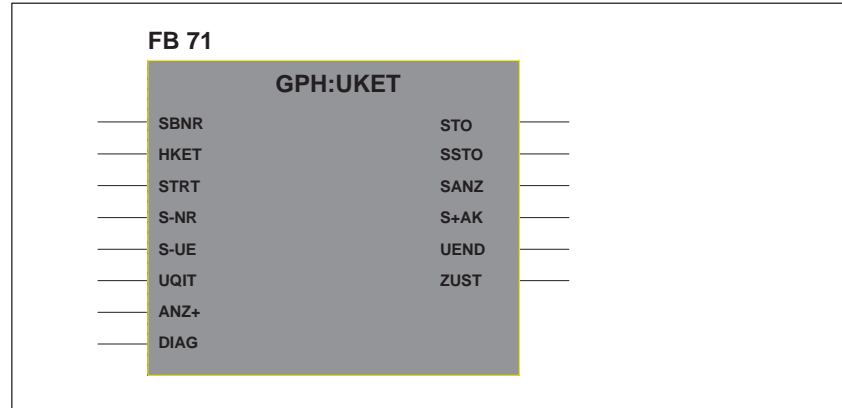 FB 71
GPH:UKET
SBNR STO
HKET SSTO
STRT SANZ
S-NR S+AK
S-UE UEND
UQIT ZUST
ANZ+
DIAG